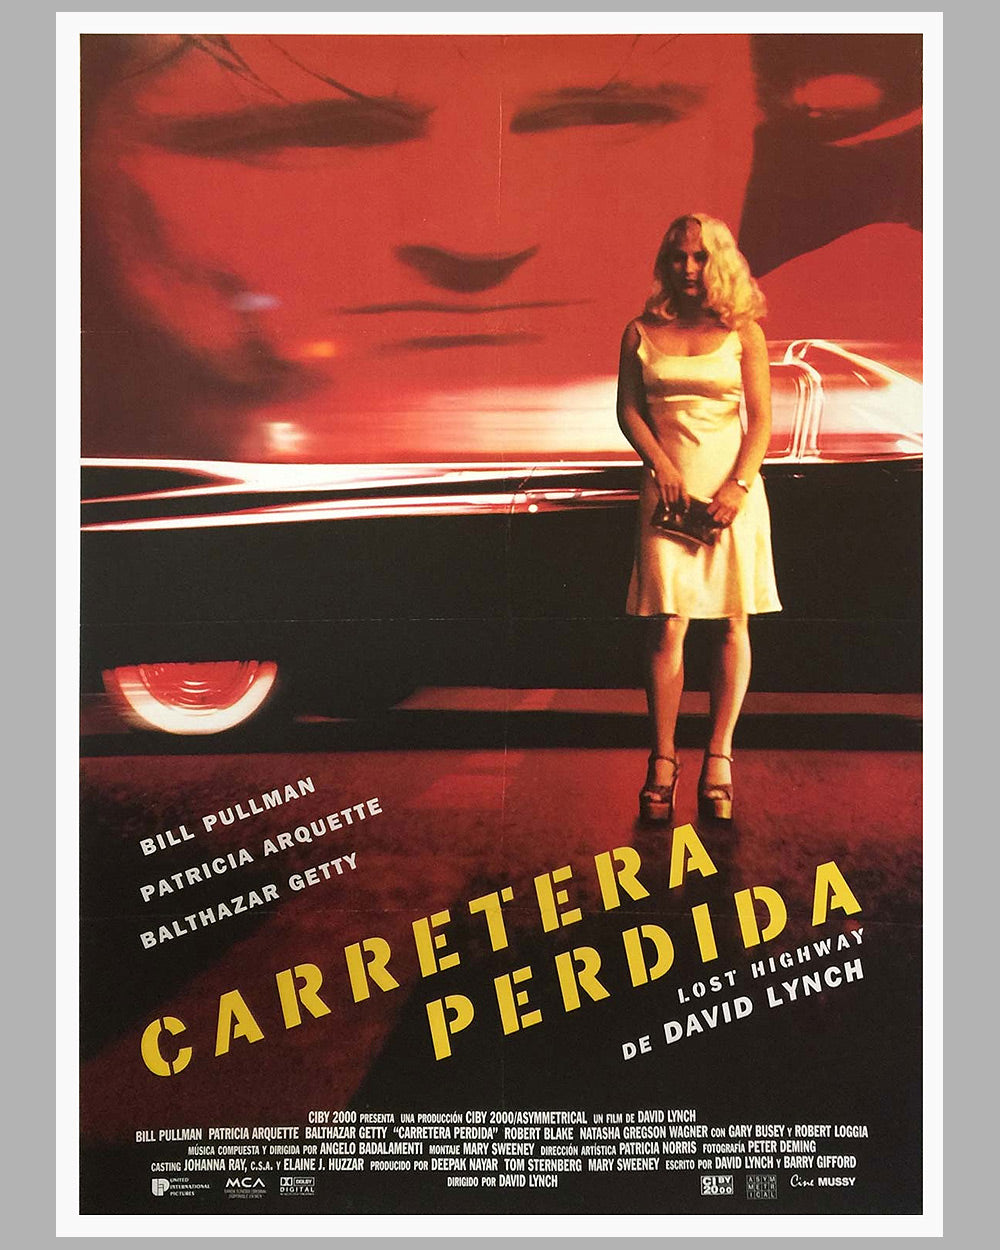 BILL PULLMAN
PATRICIA ARQUETTE
BALTHAZAR GETTY
CARRETERA
PERDIDA
LOST HIGHWAY
DE DAVID LYNCH
CIBY 2000 PRESENTA UNA PRODUCCIÓN CIBY 2000/ASYMMETRICAL UN FILM DE DAVID LYNCH
BILL PULLMAN PATRICIA ARQUETTE BALTHAZAR GETTY "CARRETERA PERDIDA" ROBERT BLAKE NATASHA GREGSON WAGNER CON GARY BUSEY Y ROBERT LOGGIA
MÚSICA COMPUESTA Y DIRIGIDA POR ANGELO BADALAMENTI MONTAJE MARY SWEENEY DIRECCIÓN ARTÍSTICA PATRICIA NORRIS FOTOGRAFÍA PETER DEMING
CASTING JOHANNA RAY, C.S.A. Y ELAINE J. HUZZAR PRODUCIDO POR DEEPAK NAYAR TOM STERNBERG MARY SWEENEY ESCRITO POR DAVID LYNCH Y BARRY GIFFORD
DIRIGIDO POR DAVID LYNCH
UNITED
INTERNATIONAL
PICTURES
MCA
DOLBY
DIGITAL
CIBY
2000
ASYM
METR
ICAL
Cine MUSSY